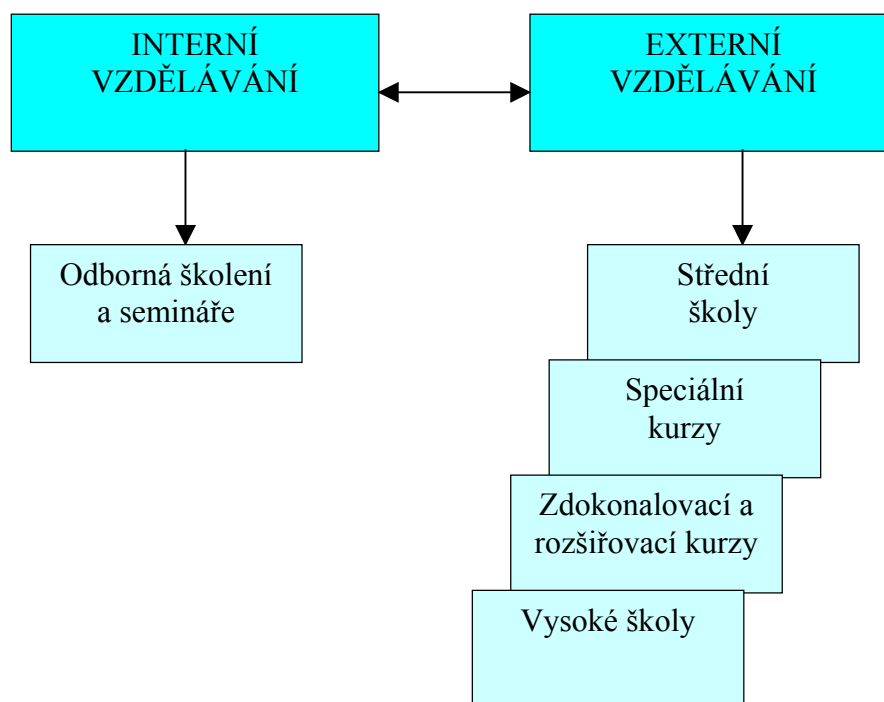 INTERNÍ
VZDĚLÁVÁNÍ
EXTERNÍ
VZDĚLÁVÁNÍ
Odborná školení
a semináře
Střední
školy
Speciální
kurzy
Zdokonalovací a
rozšiřovací kurzy
Vysoké školy